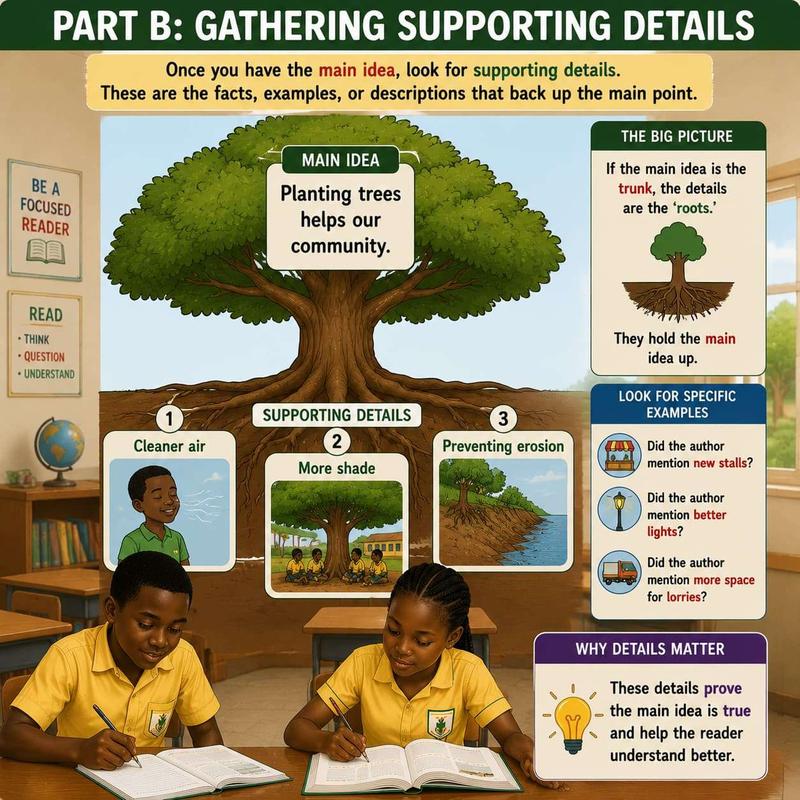 PART B: GATHERING SUPPORTING DETAILS
Once you have the main idea, look for supporting details.
These are the facts, examples, or descriptions that back up the main point.
BE A
FOCUSED
READER
READ
• THINK
• QUESTION
• UNDERSTAND
MAIN IDEA
Planting trees
helps our
community.
SUPPORTING DETAILS
1
Cleaner air
2
More shade
3
Preventing erosion
THE BIG PICTURE
If the main idea is the
trunk, the details
are the ‘roots.’
They hold the main
idea up.
LOOK FOR SPECIFIC
EXAMPLES
Did the author
mention new stalls?
Did the author
mention better
lights?
Did the author
mention more space
for lorries?
WHY DETAILS MATTER
These details prove
the main idea is true
and help the reader
understand better.